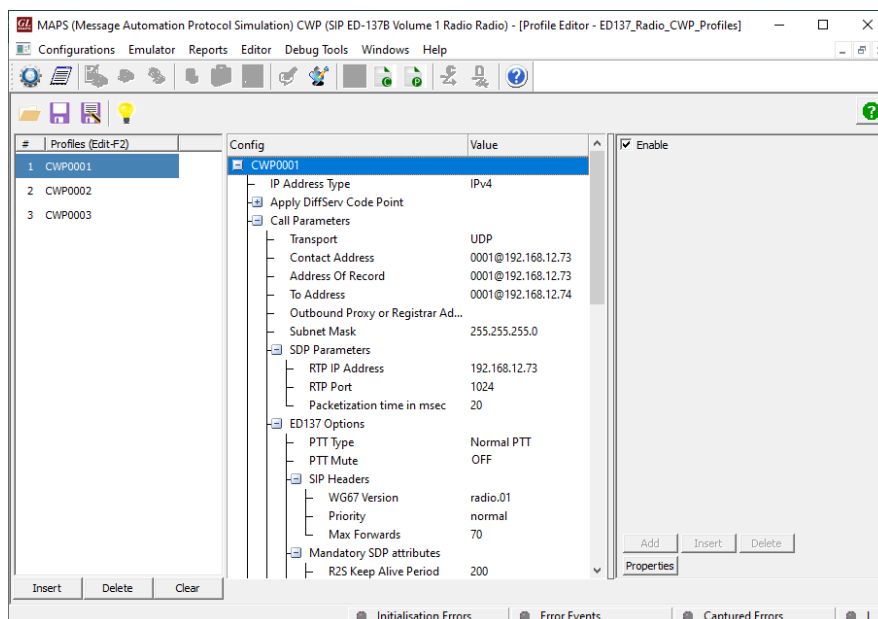 GL MAPS (Message Automation Protocol Simulation) CWP (SIP ED-137B Volume 1 Radio Radio) - [Profile Editor - ED137_Radio_CWP_Profiles]
Configurations Emulator Reports Editor Debug Tools Windows Help
# Profiles (Edit-F2)
1 CWP0001
2 CWP0002
3 CWP0003
Insert Delete Clear
Config Value
CWP0001
IP Address Type IPv4
Apply DiffServ Code Point
Call Parameters
Transport UDP
Contact Address 0001@192.168.12.73
Address Of Record 0001@192.168.12.73
To Address 0001@192.168.12.74
Outbound Proxy or Registrar Ad...
Subnet Mask 255.255.255.0
SDP Parameters
RTP IP Address 192.168.12.73
RTP Port 1024
Packetization time in msec 20
ED137 Options
PTT Type Normal PTT
PTT Mute OFF
SIP Headers
WG67 Version radio.01
Priority normal
Max Forwards 70
Mandatory SDP attributes
R2S Keep Alive Period 200
Enable
Add Insert Delete
Properties
Initialisation Errors Error Events Captured Errors